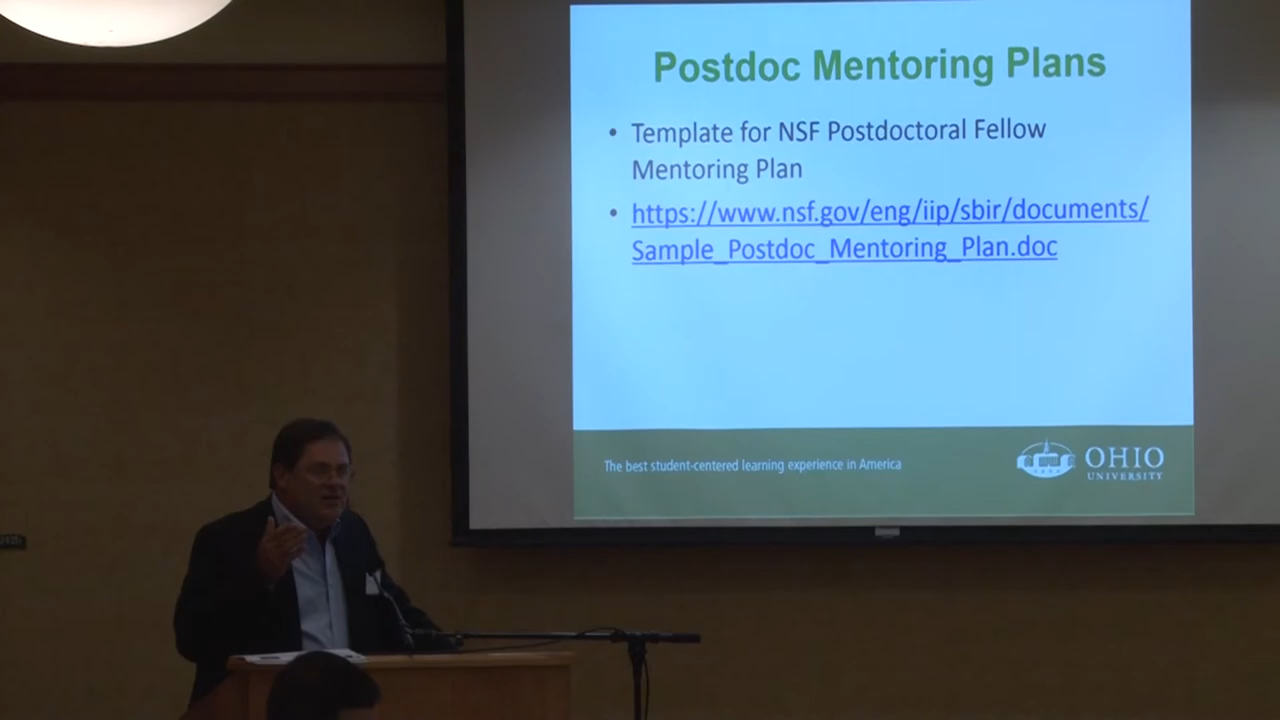 Postdoc Mentoring Plans
• Template for NSF Postdoctoral Fellow
Mentoring Plan
• https://www.nsf.gov/eng/iip/sbir/documents/
Sample_Postdoc_Mentoring_Plan.doc
The best student-centered learning experience in America
OHIO
UNIVERSITY